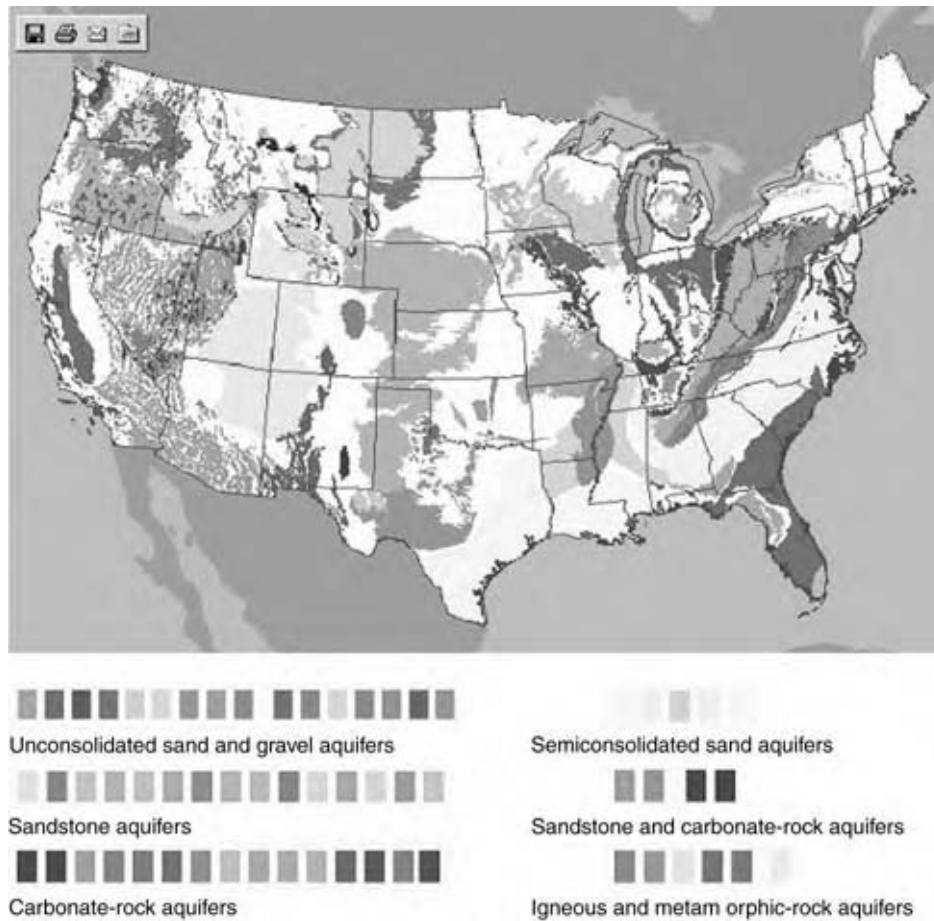 Unconsolidated sand and gravel aquifers
Semiconsolidated sand aquifers
Sandstone aquifers
Sandstone and carbonate-rock aquifers
Carbonate-rock aquifers
Igneous and metam orphic-rock aquifers